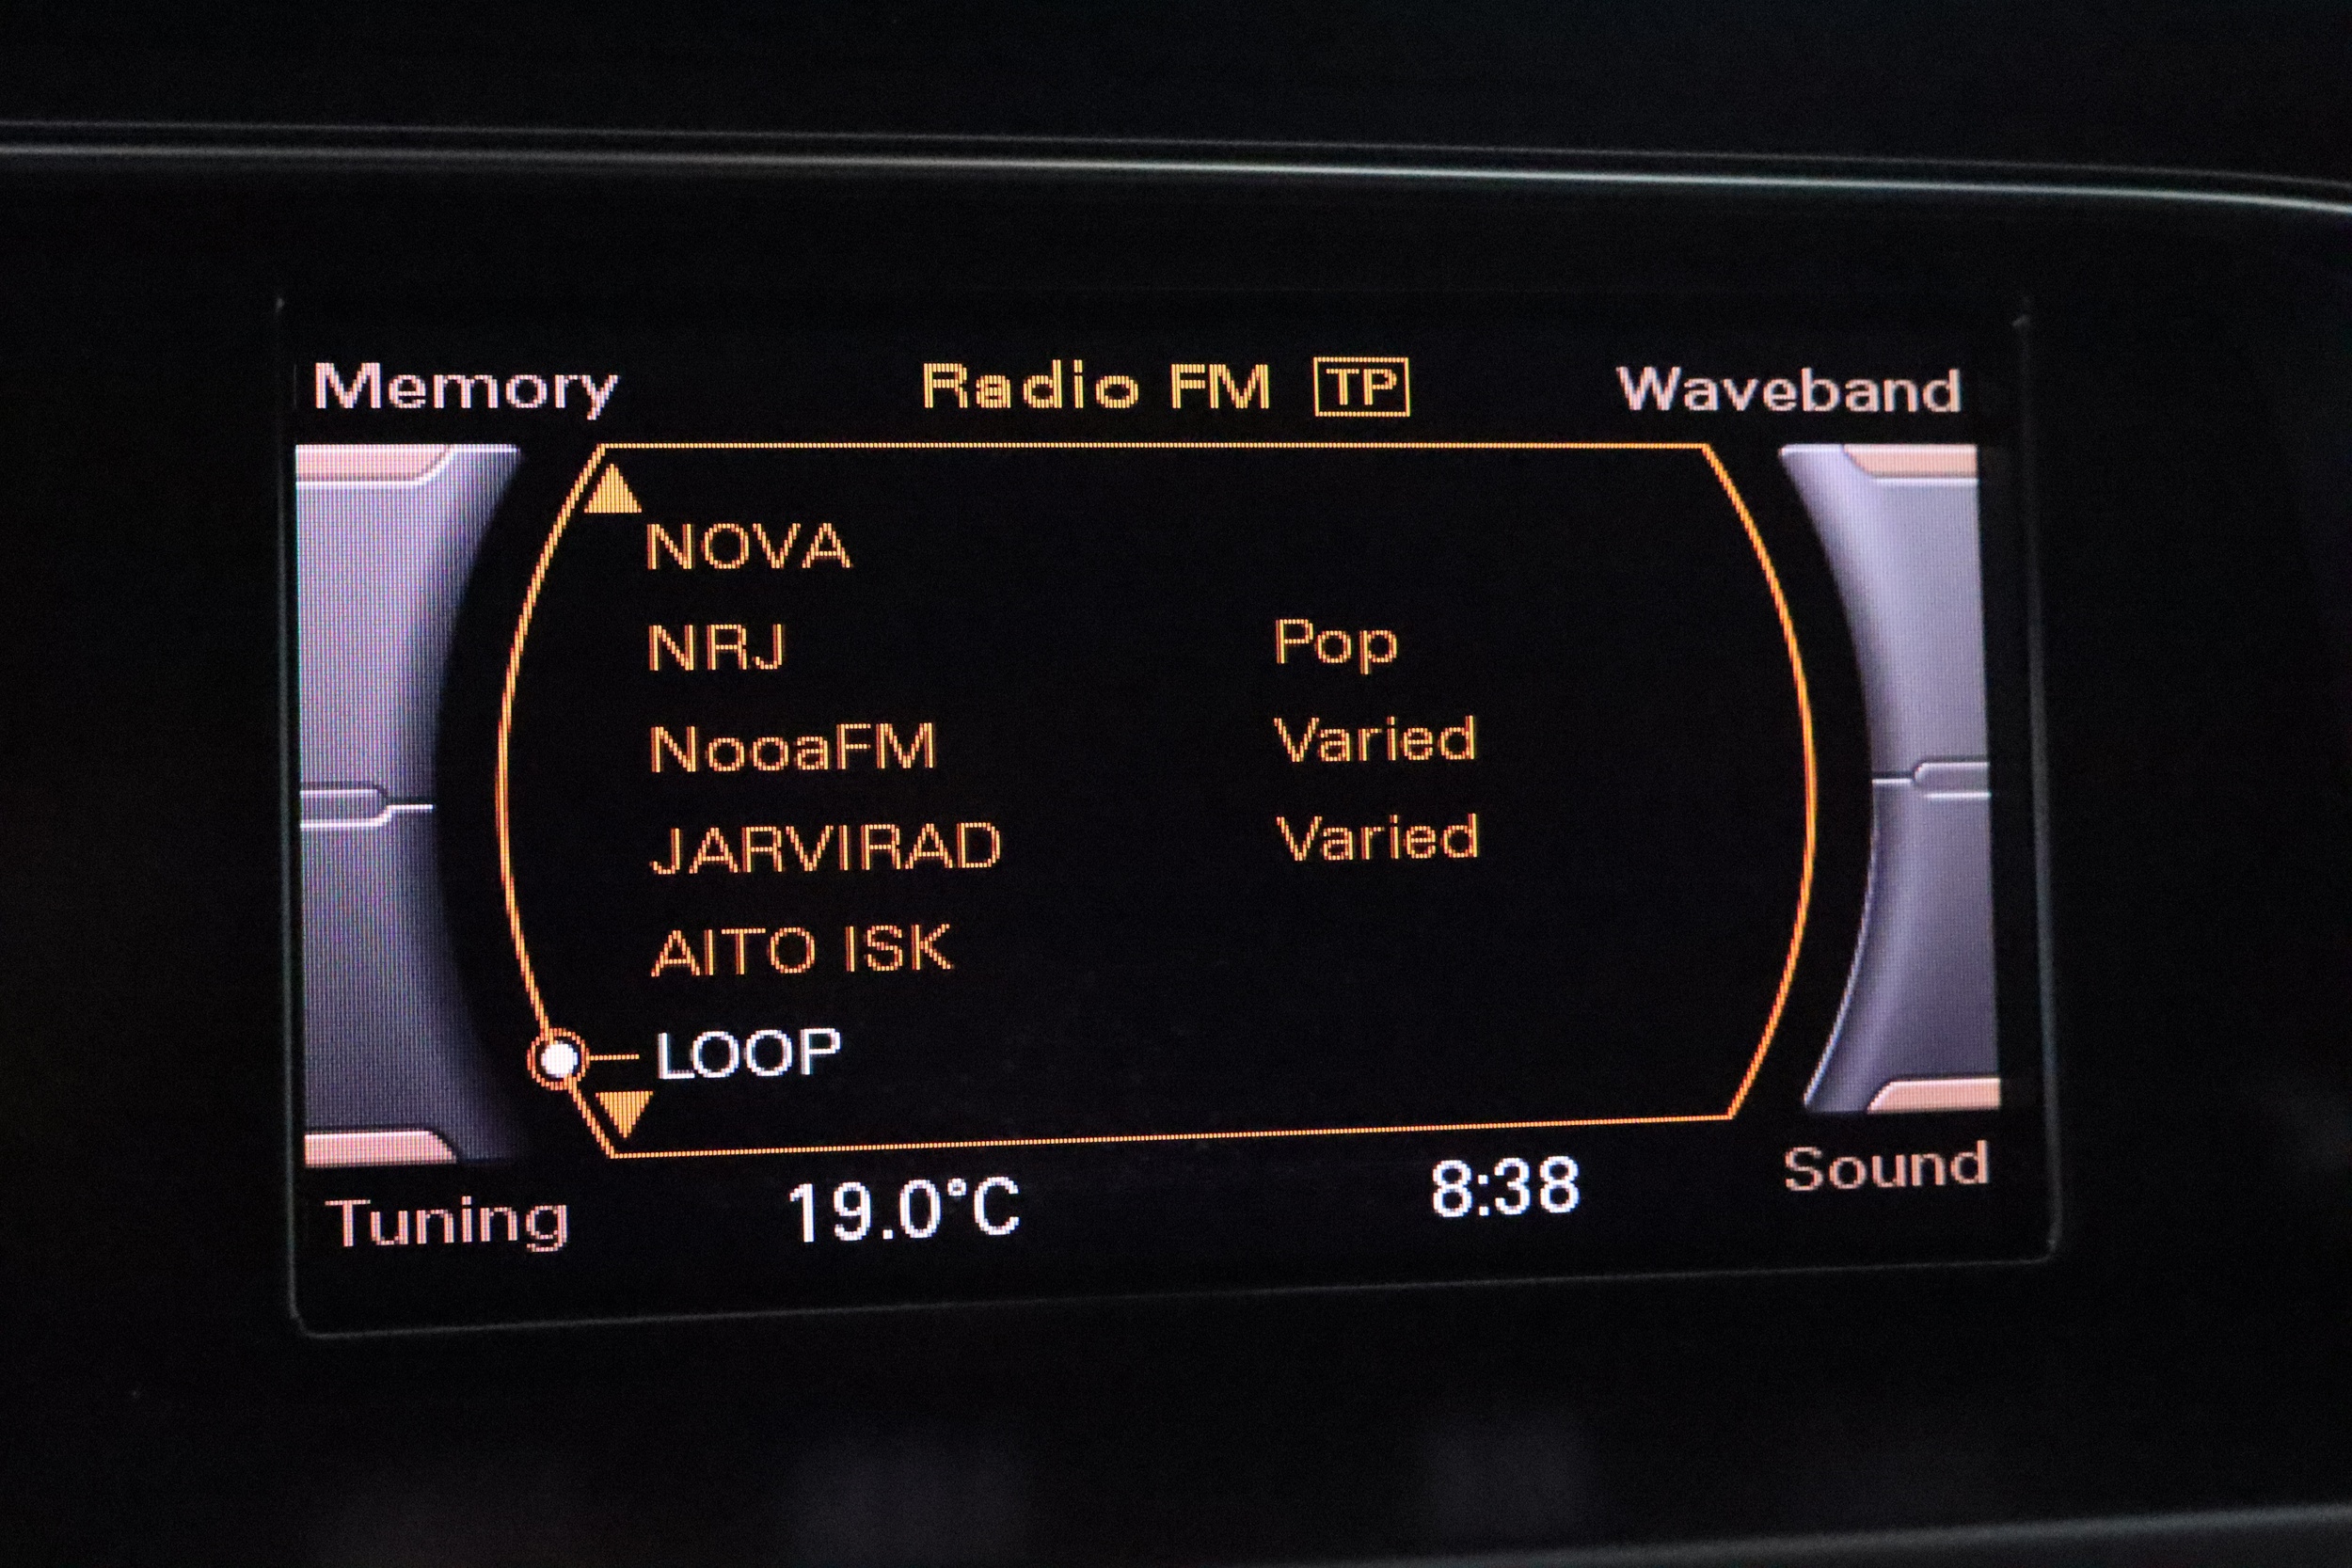 Memory Radio FM TP Waveband
NOVA
NRJ Pop
NooaFM Varied
JARVIRAD Varied
AITO ISK
LOOP
Tuning 19.0°C 8:38 Sound